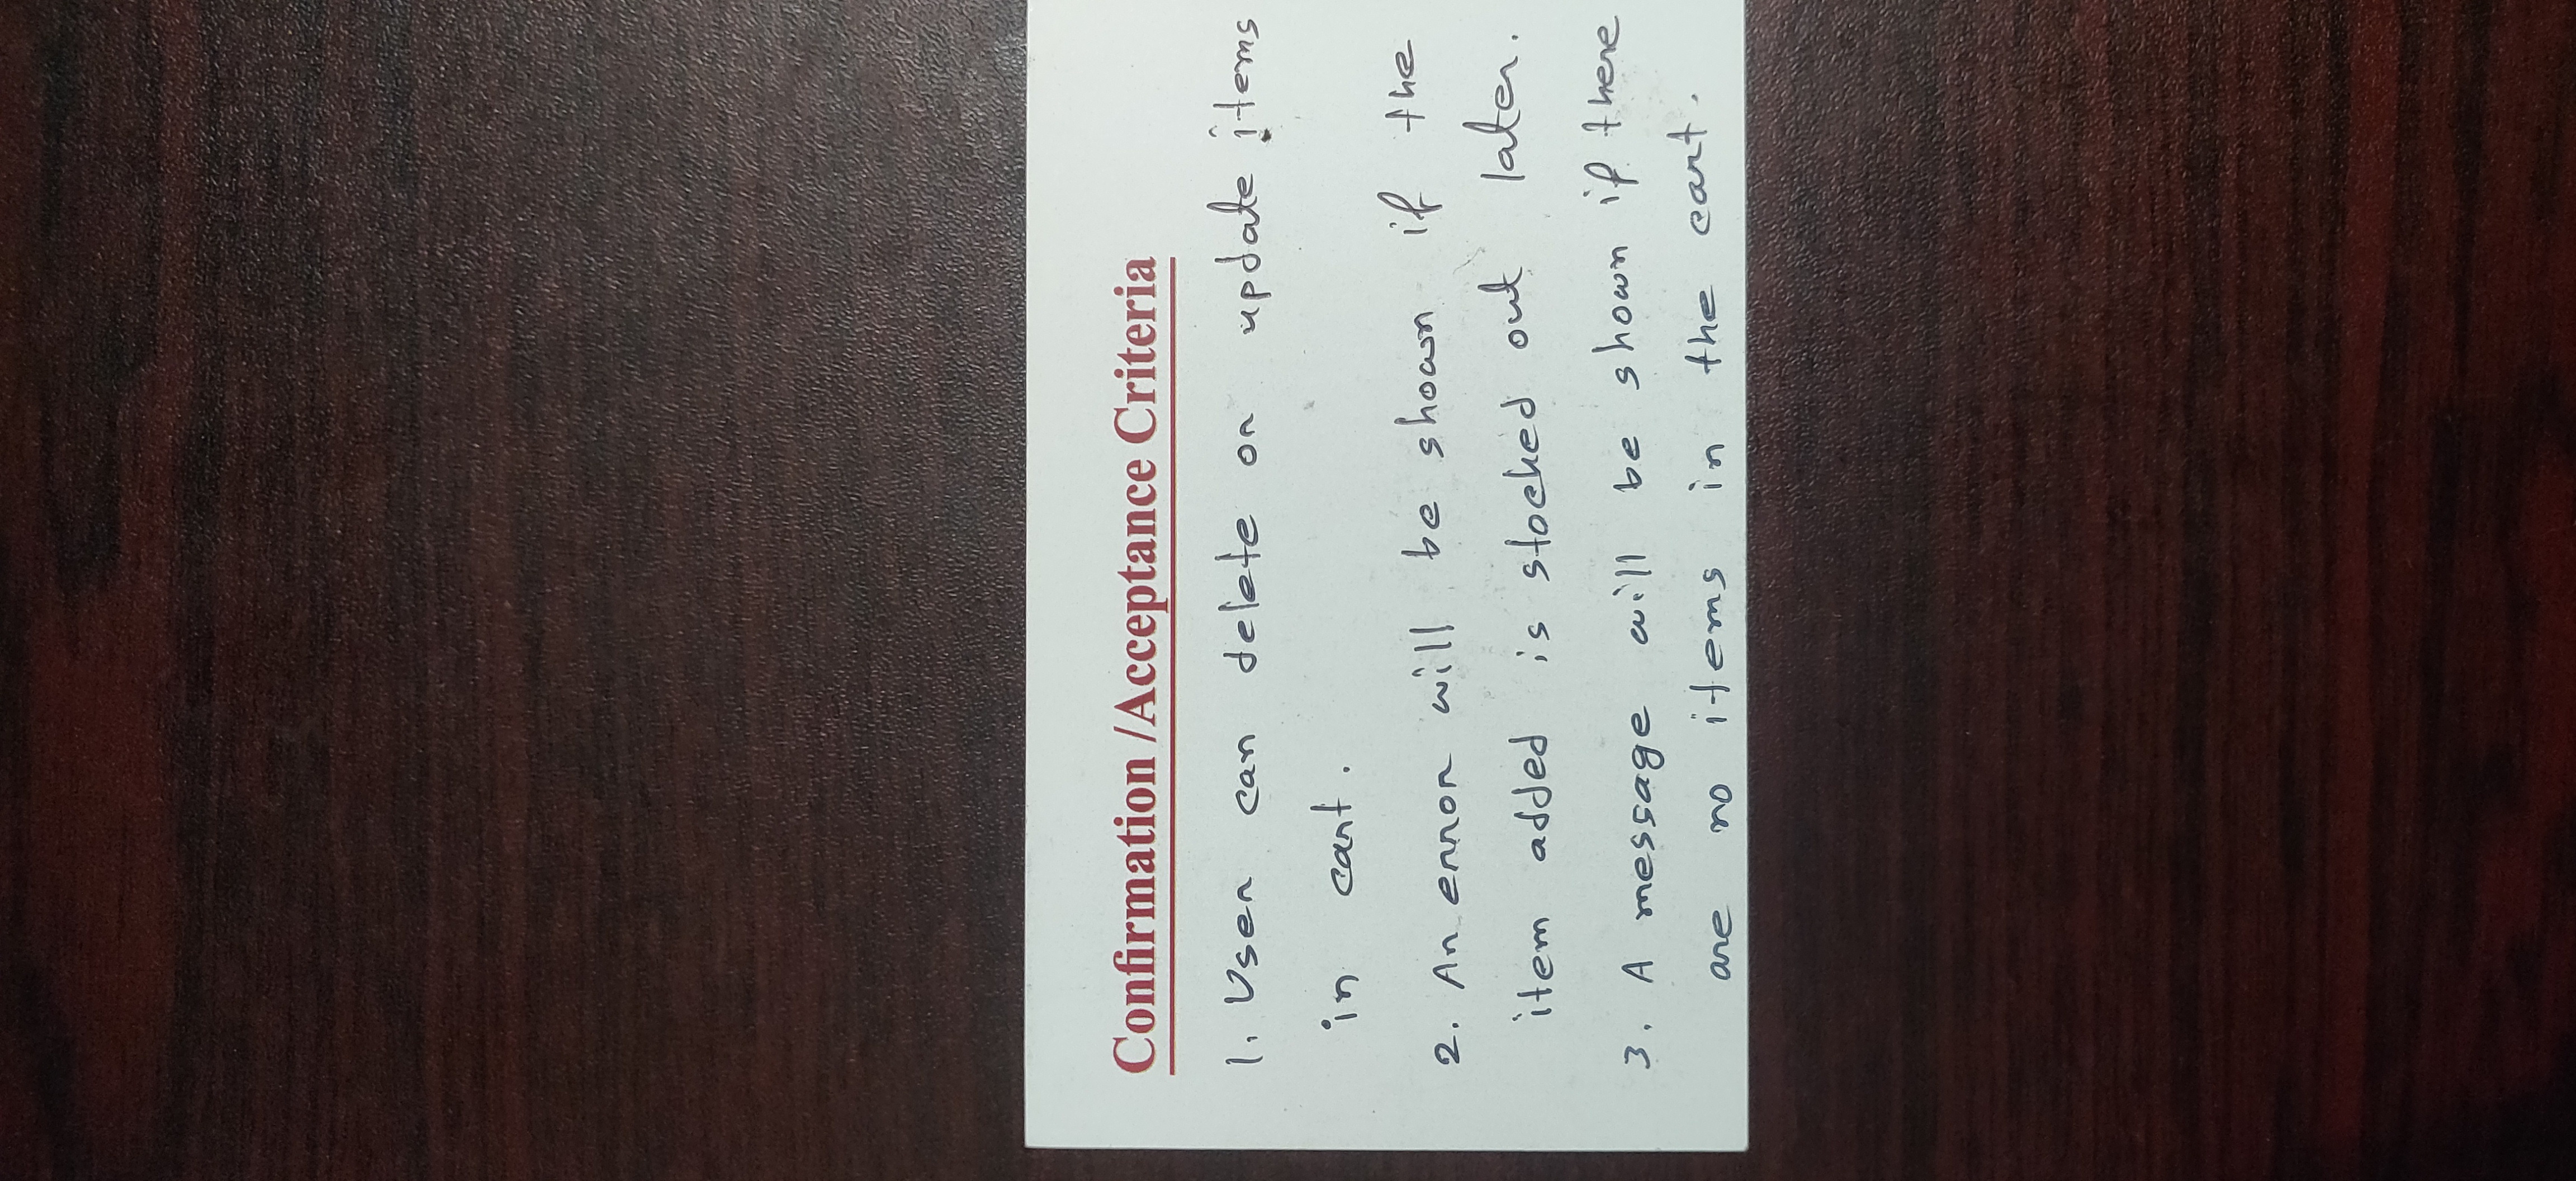 Confirmation /Acceptance Criteria
1. User can delete or update items
in cart.
2. An error will be shown if the
item added is stocked out later.
3. A message will be shown if there
are no items in the cart.